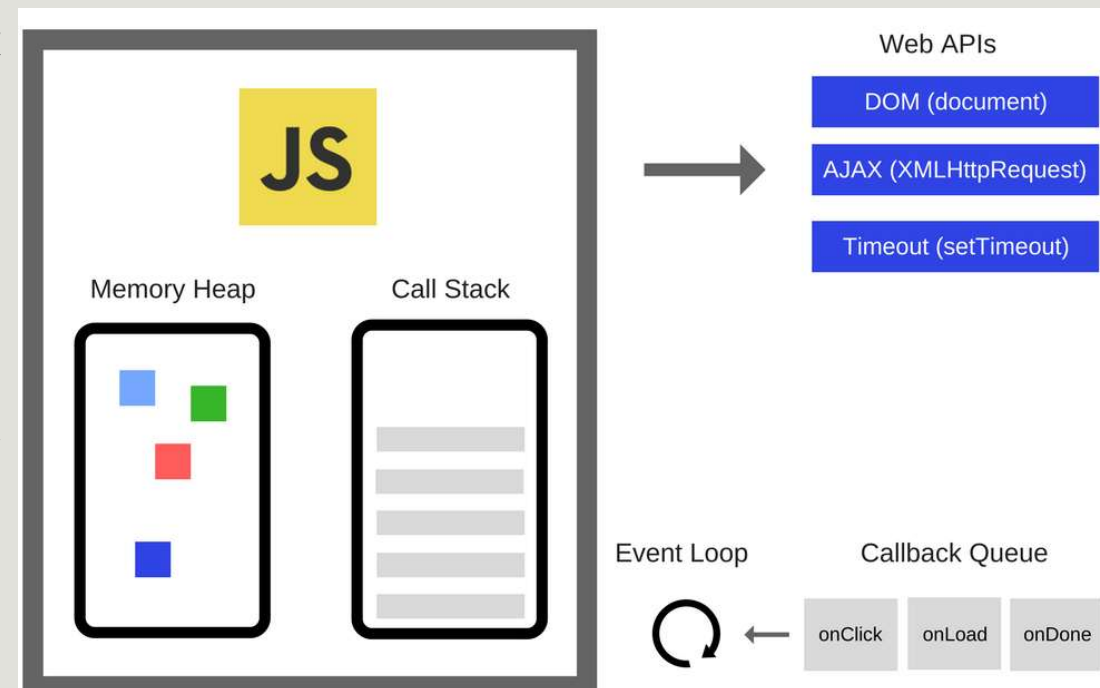 JS
Memory Heap
Call Stack
Web APIs
DOM (document)
AJAX (XMLHttpRequest)
Timeout (setTimeout)
Event Loop
Callback Queue
onClick
onLoad
onDone